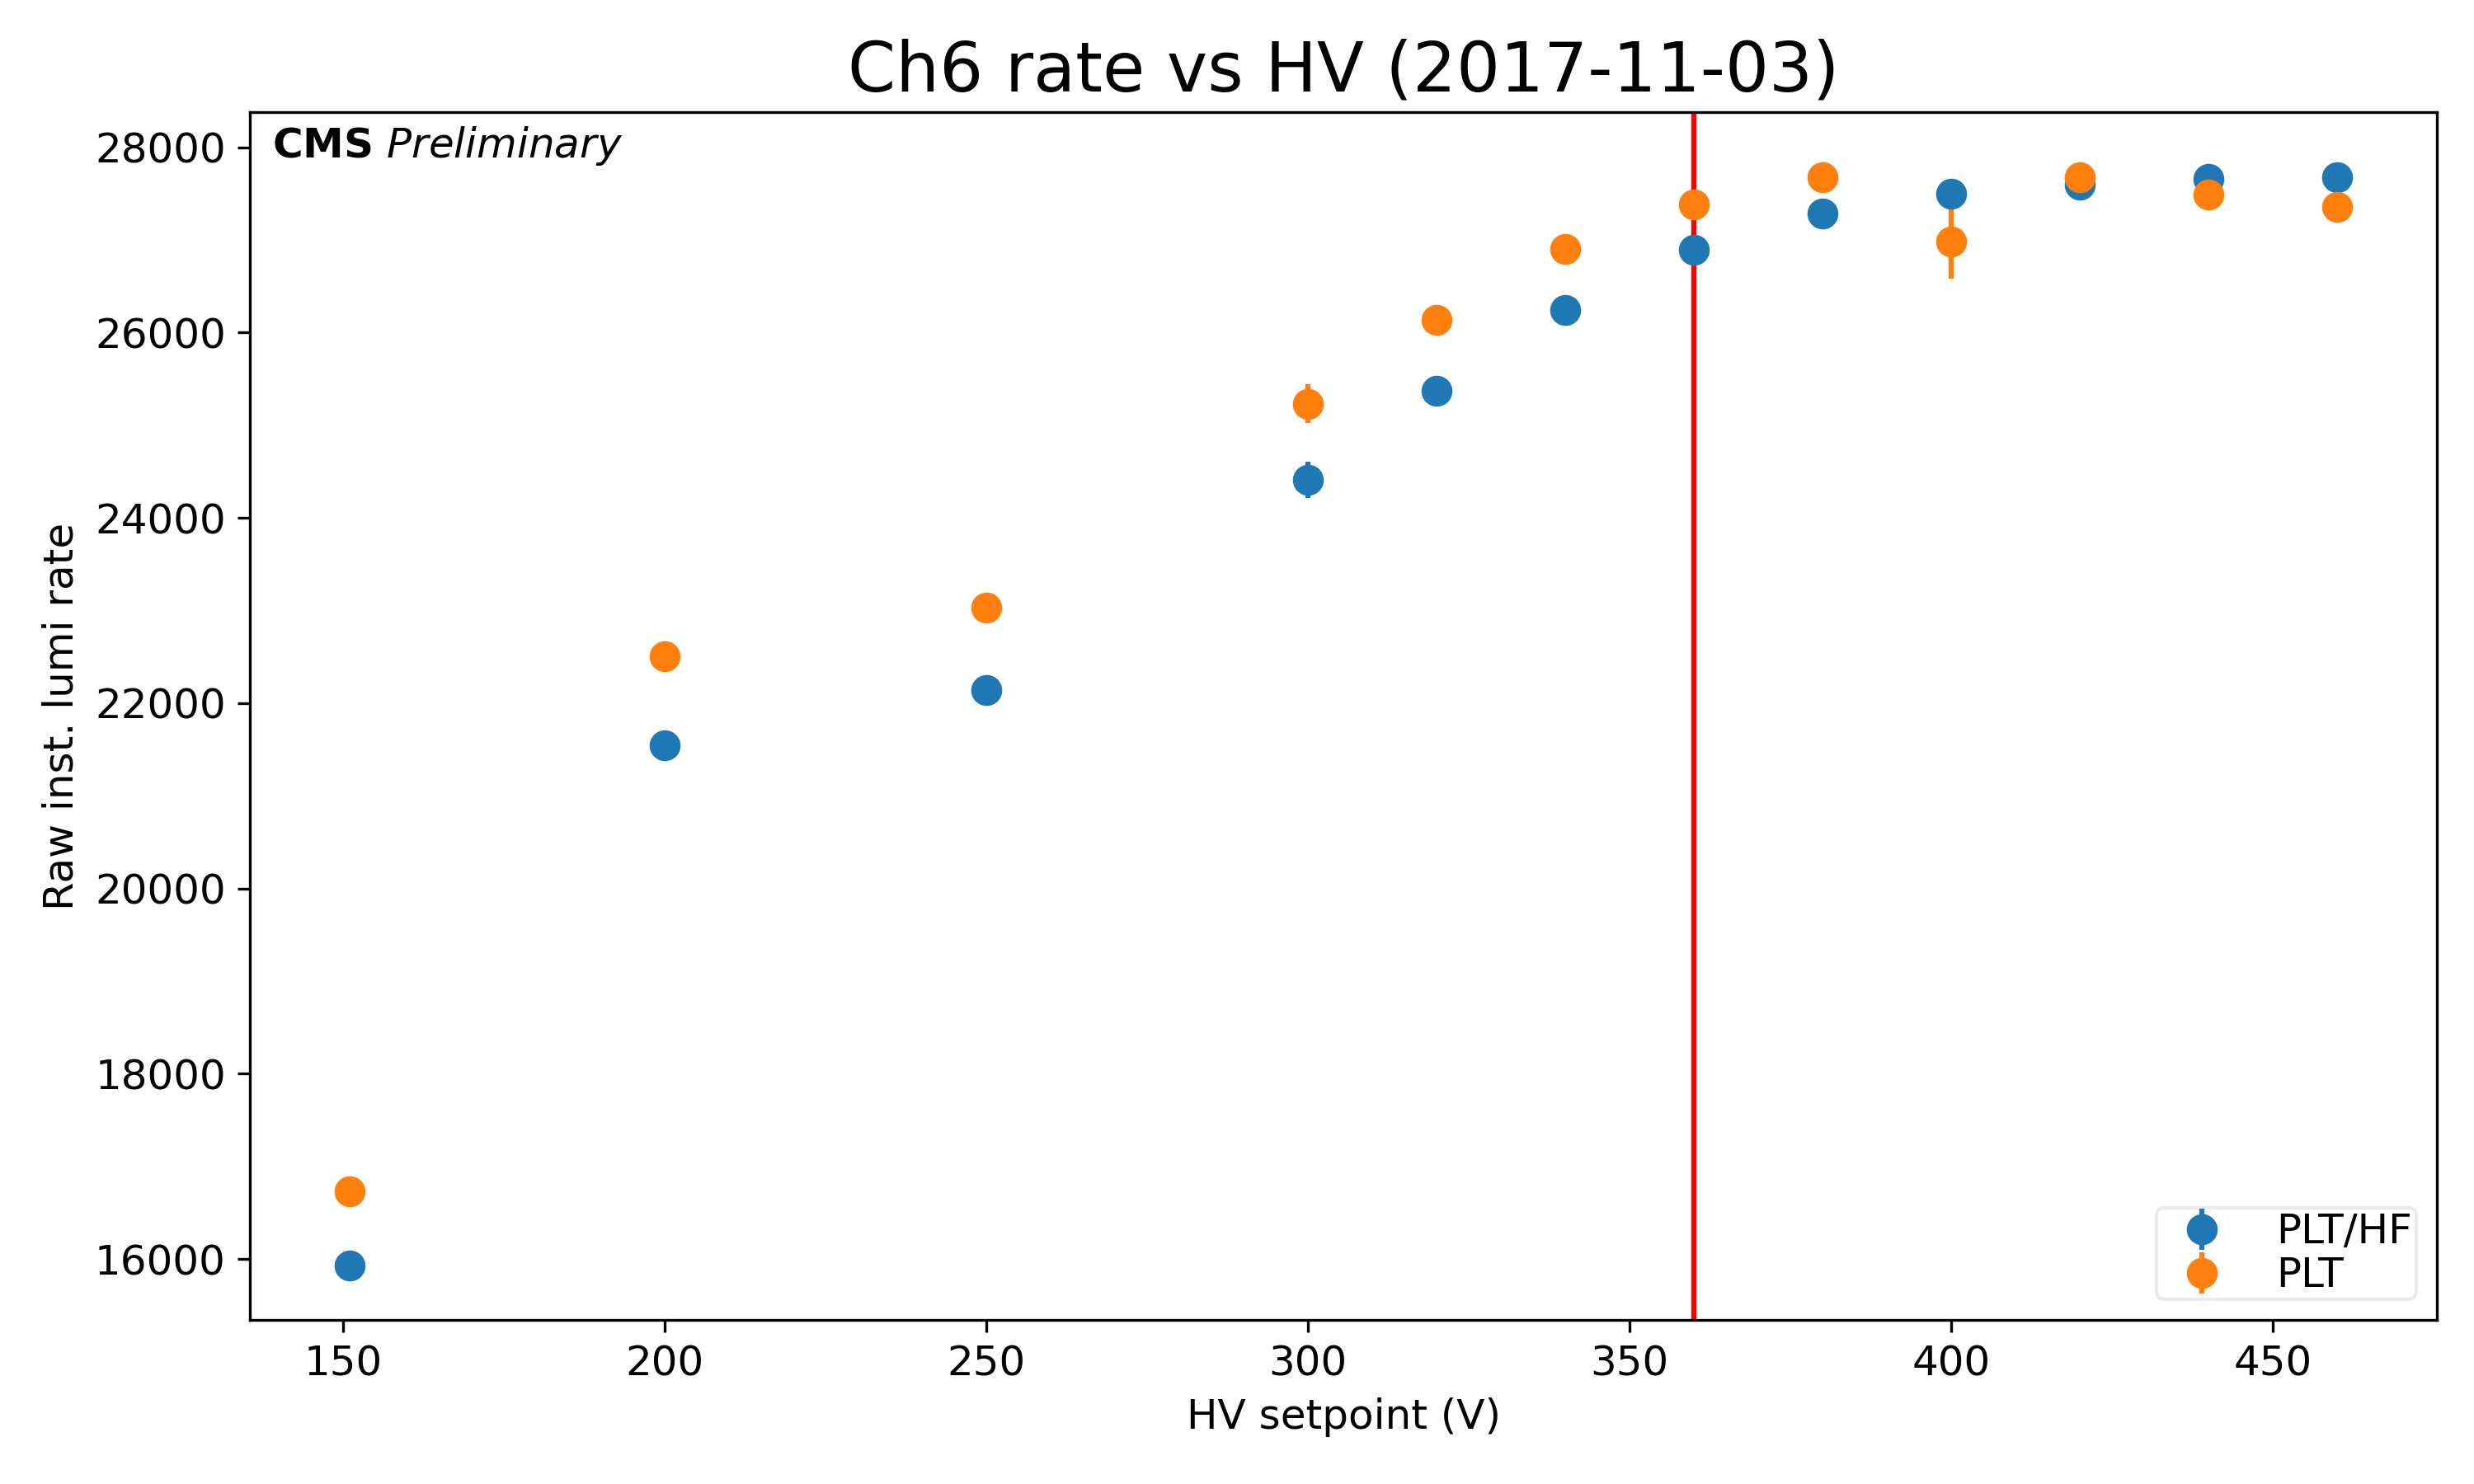 Ch6 rate vs HV (2017-11-03)
CMS Preliminary
28000
26000
24000
22000
20000
18000
16000
Raw inst. lumi rate
150 200 250 300 350 400 450
HV setpoint (V)
PLT/HF
PLT